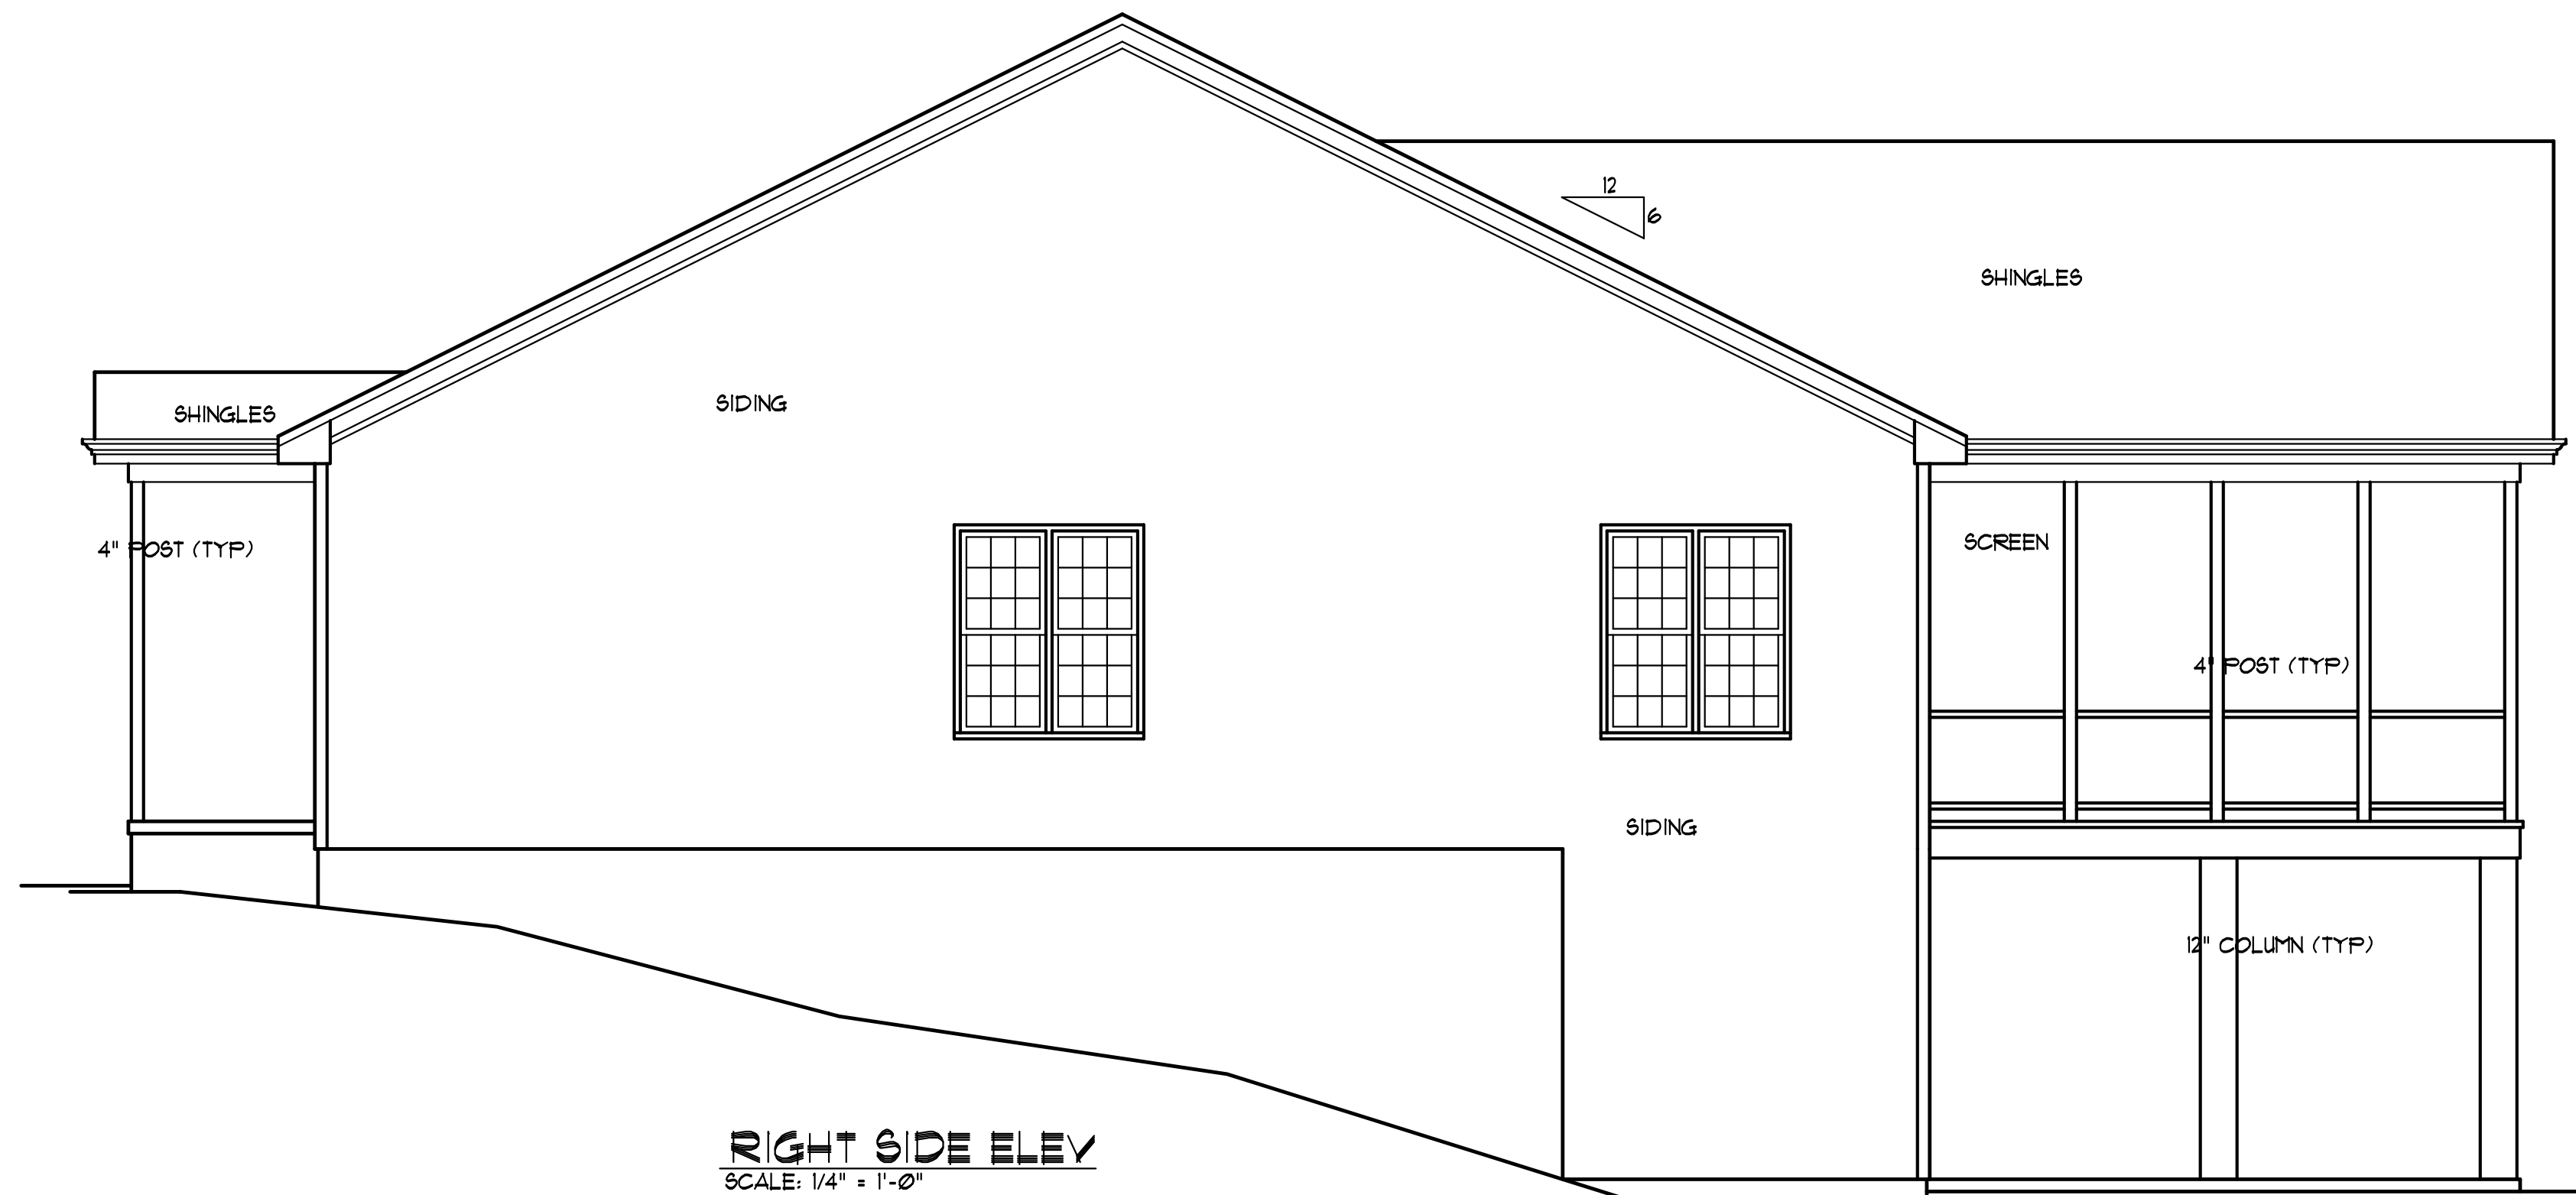 12
6
SHINGLES
SIDING
SHINGLES
SCREEN
4" POST (TYP)
4" POST (TYP)
SIDING
12" COLUMN (TYP)
RIGHT SIDE ELEV
SCALE: 1/4" = 1'-0"